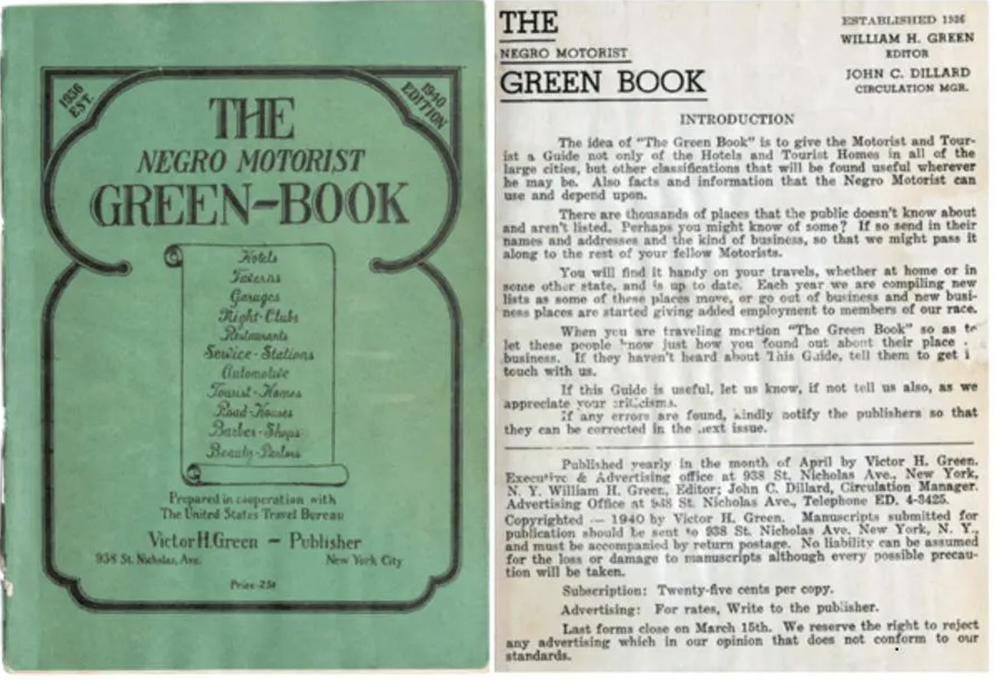 1936
EST.
1940
EDITION
THE
NEGRO MOTORIST
GREEN-BOOK
Hotels
Taverns
Garages
Night-Clubs
Restaurants
Service-Stations
Automotive
Tourist-Homes
Road-Houses
Barber-Shops
Beauty-Parlors
Prepared in cooperation with
The United States Travel Bureau
Victor H. Green — Publisher
938 St. Nicholas, Ave. New York City
Price-25¢
THE
NEGRO MOTORIST
GREEN BOOK
ESTABLISHED 1936
WILLIAM H. GREEN
EDITOR
JOHN C. DILLARD
CIRCULATION MGR.
INTRODUCTION
The idea of "The Green Book" is to give the Motorist and Tour-
ist a Guide not only of the Hotels and Tourist Homes in all of the
large cities, but other classifications that will be found useful wherever
he may be. Also facts and information that the Negro Motorist can
use and depend upon.
There are thousands of places that the public doesn't know about
and aren't listed. Perhaps you might know of some? If so send in their
names and addresses and the kind of business, so that we might pass it
along to the rest of your fellow Motorists.
You will find it handy on your travels, whether at home or in
some other state, and is up to date. Each year we are compiling new
lists as some of these places move, or go out of business and new busi-
ness places are started giving added employment to members of our race.
When you are traveling mention "The Green Book" so as to
let these people know just how you found out about their place
business. If they haven't heard about This Guide, tell them to get i
touch with us.
If this Guide is useful, let us know, if not tell us also, as we
appreciate your criticisms.
If any errors are found, kindly notify the publishers so that
they can be corrected in the next issue.
Published yearly in the month of April by Victor H. Green.
Executive & Advertising office at 938 St. Nicholas Ave., New York,
N. Y. William H. Green, Editor; John C. Dillard, Circulation Manager.
Advertising Office at 938 St. Nicholas Ave., Telephone ED. 4-3425.
Copyrighted — 1940 by Victor H. Green. Manuscripts submitted for
publication should be sent to 938 St. Nicholas Ave. New York, N. Y.,
and must be accompanied by return postage. No liability can be assumed
for the loss or damage to manuscripts although every possible precau-
tion will be taken.
Subscription: Twenty-five cents per copy.
Advertising: For rates, Write to the publisher.
Last forms close on March 15th. We reserve the right to reject
any advertising which in our opinion that does not conform to our
standards.